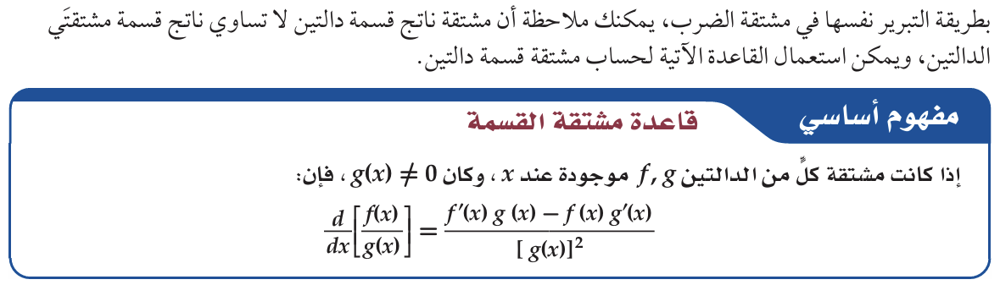 بطريقة التبرير نفسها في مشتقة الضرب، يمكنك ملاحظة أن مشتقة ناتج قسمة دالتين لا تساوي ناتج قسمة مشتقتَي
الدالتين، ويمكن استعمال القاعدة الآتية لحساب مشتقة قسمة دالتين.
مفهوم أساسي
قاعدة مشتقة القسمة
إذا كانت مشتقة كلٍّ من الدالتين f, g موجودة عند x ، وكان g(x) ≠ 0 ، فإن:
d/dx [f(x)/g(x)] = (f′(x) g (x) − f (x) g′(x))/[ g(x)]²